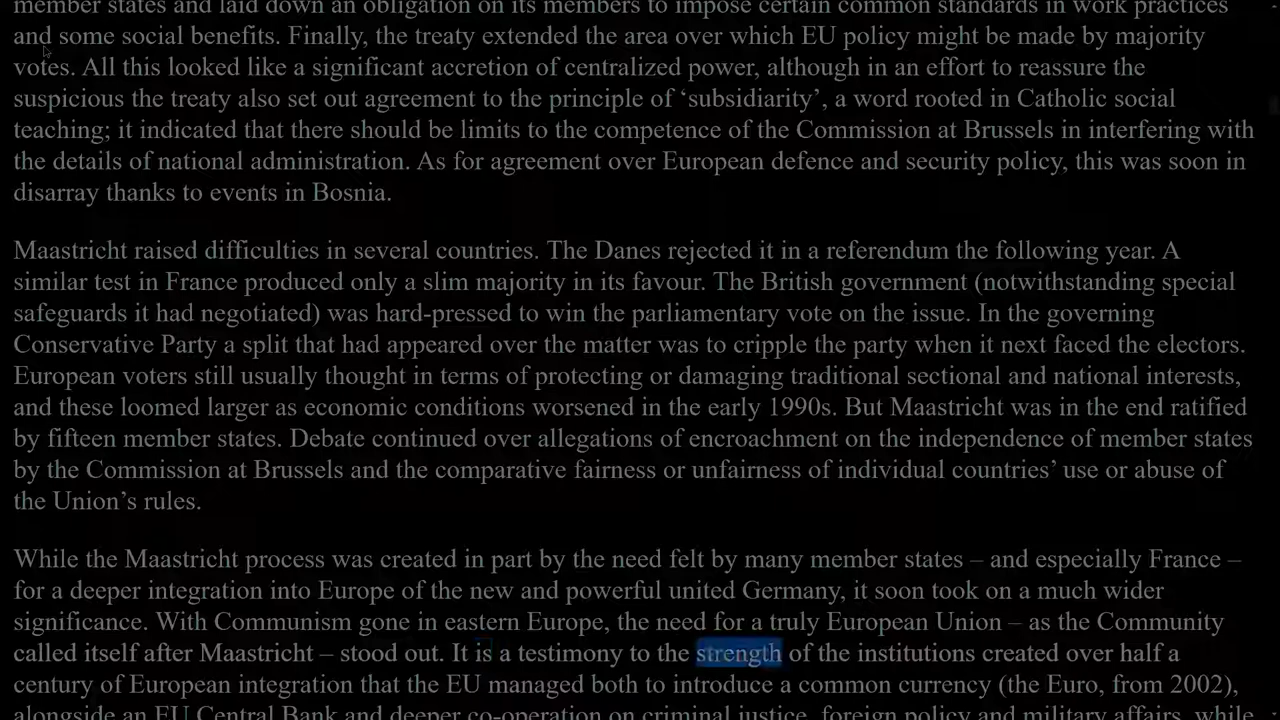 member states and laid down an obligation on its members to impose certain common standards in work practices
and some social benefits. Finally, the treaty extended the area over which EU policy might be made by majority
votes. All this looked like a significant accretion of centralized power, although in an effort to reassure the
suspicious the treaty also set out agreement to the principle of ‘subsidiarity’, a word rooted in Catholic social
teaching; it indicated that there should be limits to the competence of the Commission at Brussels in interfering with
the details of national administration. As for agreement over European defence and security policy, this was soon in
disarray thanks to events in Bosnia.
Maastricht raised difficulties in several countries. The Danes rejected it in a referendum the following year. A
similar test in France produced only a slim majority in its favour. The British government (notwithstanding special
safeguards it had negotiated) was hard-pressed to win the parliamentary vote on the issue. In the governing
Conservative Party a split that had appeared over the matter was to cripple the party when it next faced the electors.
European voters still usually thought in terms of protecting or damaging traditional sectional and national interests,
and these loomed larger as economic conditions worsened in the early 1990s. But Maastricht was in the end ratified
by fifteen member states. Debate continued over allegations of encroachment on the independence of member states
by the Commission at Brussels and the comparative fairness or unfairness of individual countries’ use or abuse of
the Union’s rules.
While the Maastricht process was created in part by the need felt by many member states – and especially France –
for a deeper integration into Europe of the new and powerful united Germany, it soon took on a much wider
significance. With Communism gone in eastern Europe, the need for a truly European Union – as the Community
called itself after Maastricht – stood out. It is a testimony to the strength of the institutions created over half a
century of European integration that the EU managed both to introduce a common currency (the Euro, from 2002),
alongside an EU Central Bank and deeper co-operation on criminal justice, foreign policy and military affairs, while